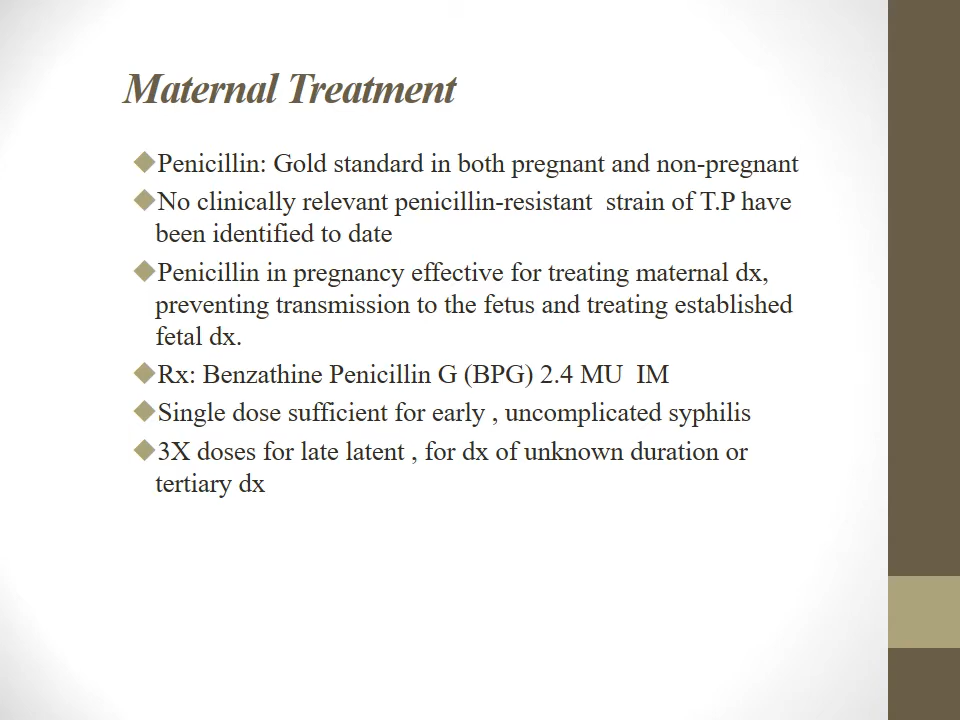 Maternal Treatment
Penicillin: Gold standard in both pregnant and non-pregnant
No clinically relevant penicillin-resistant  strain of T.P have
been identified to date
Penicillin in pregnancy effective for treating maternal dx,
preventing transmission to the fetus and treating established
fetal dx.
Rx: Benzathine Penicillin G (BPG) 2.4 MU  IM
Single dose sufficient for early , uncomplicated syphilis
3X doses for late latent , for dx of unknown duration or
tertiary dx